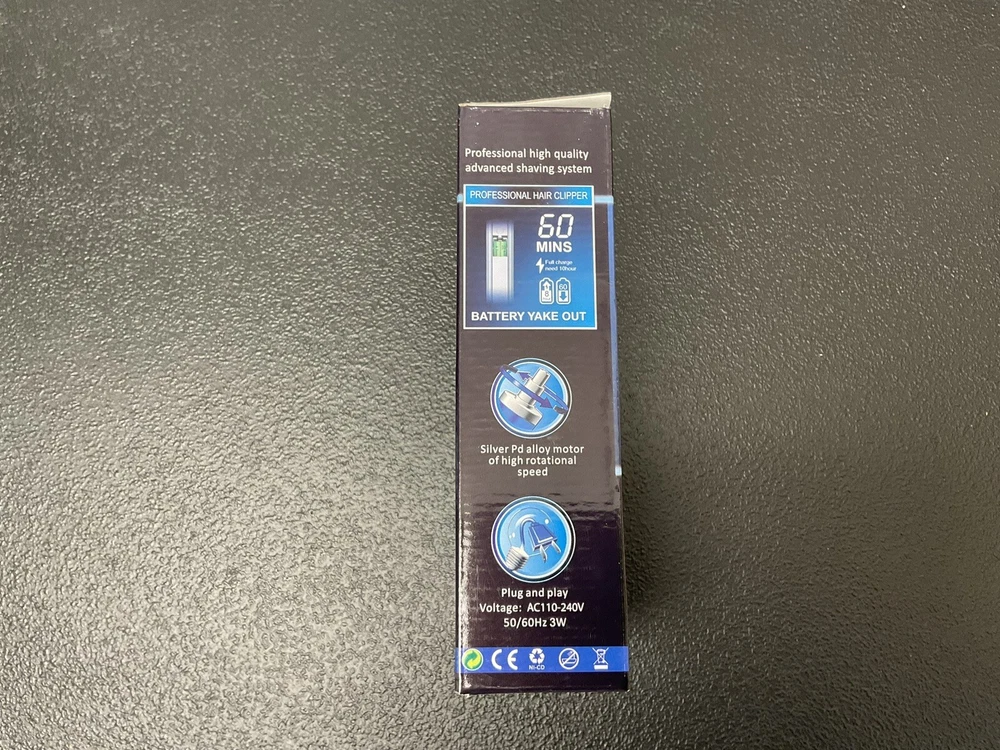 Professional high quality
advanced shaving system
PROFESSIONAL HAIR CLIPPER
60
MINS
Full charge
need 10hour
8 60
BATTERY YAKE OUT
Silver Pd alloy motor
of high rotational
speed
Plug and play
Voltage: AC110-240V
50/60Hz 3W
CE
NI-CD